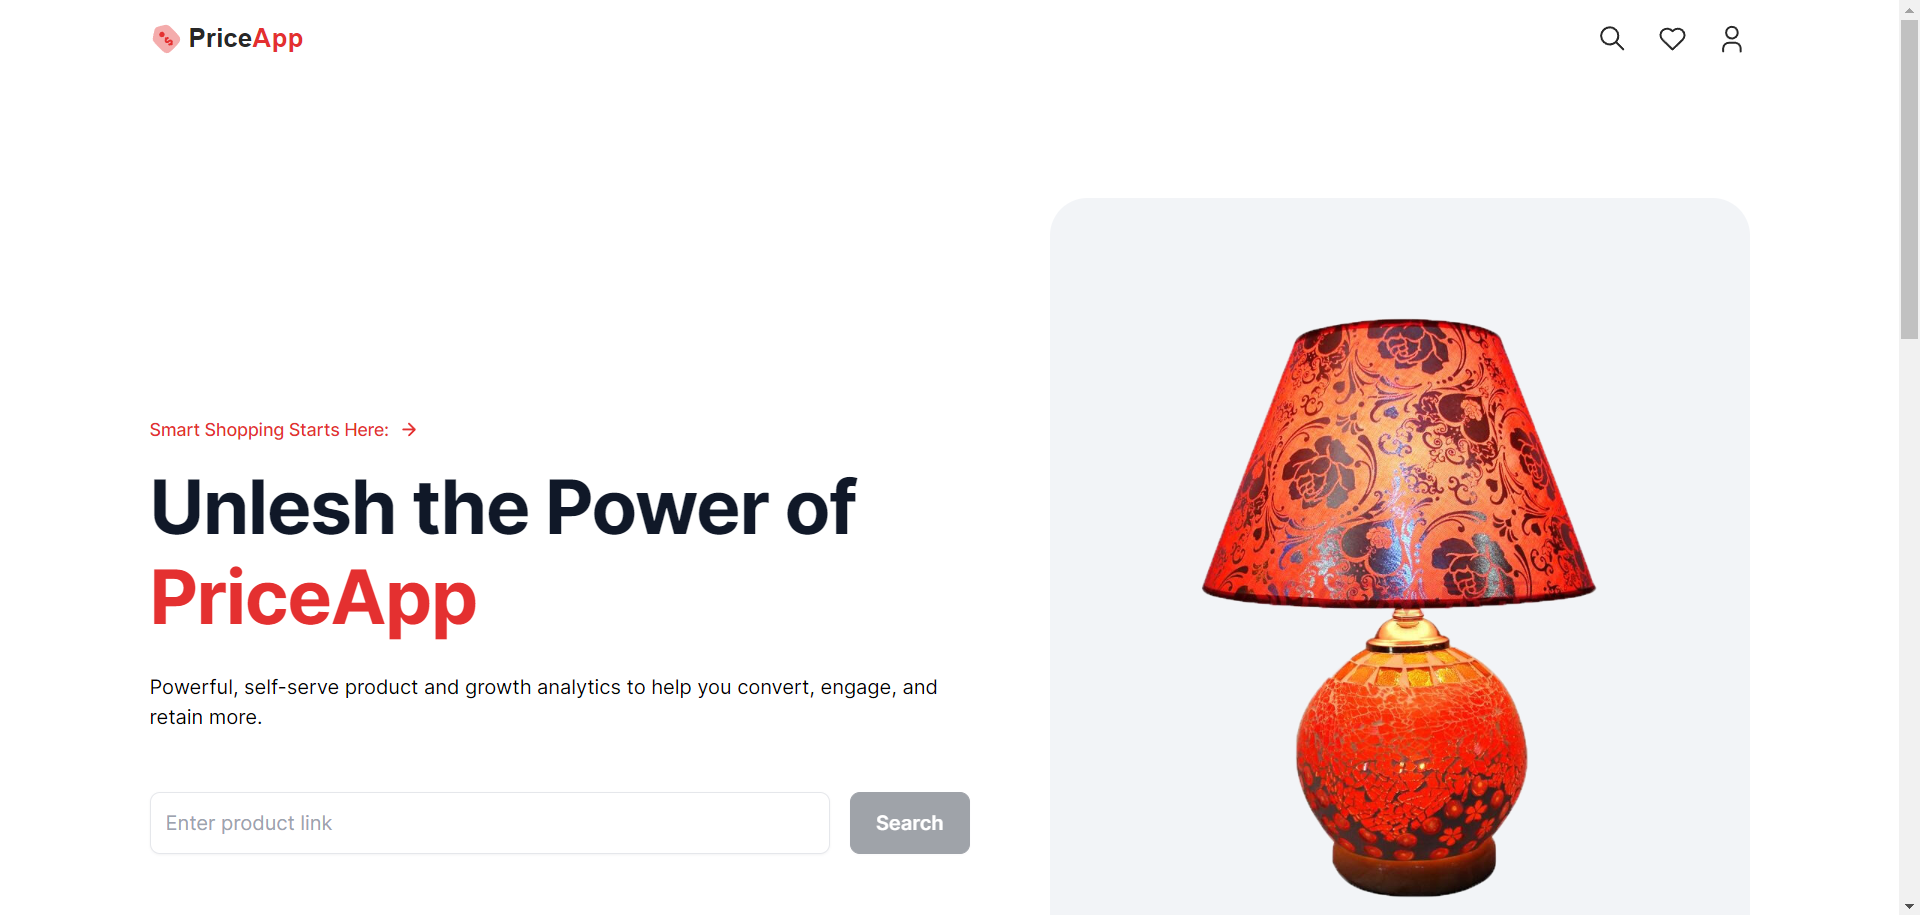 PriceApp
Smart Shopping Starts Here:
Unlesh the Power of
PriceApp
Powerful, self-serve product and growth analytics to help you convert, engage, and
retain more.
Enter product link
Search